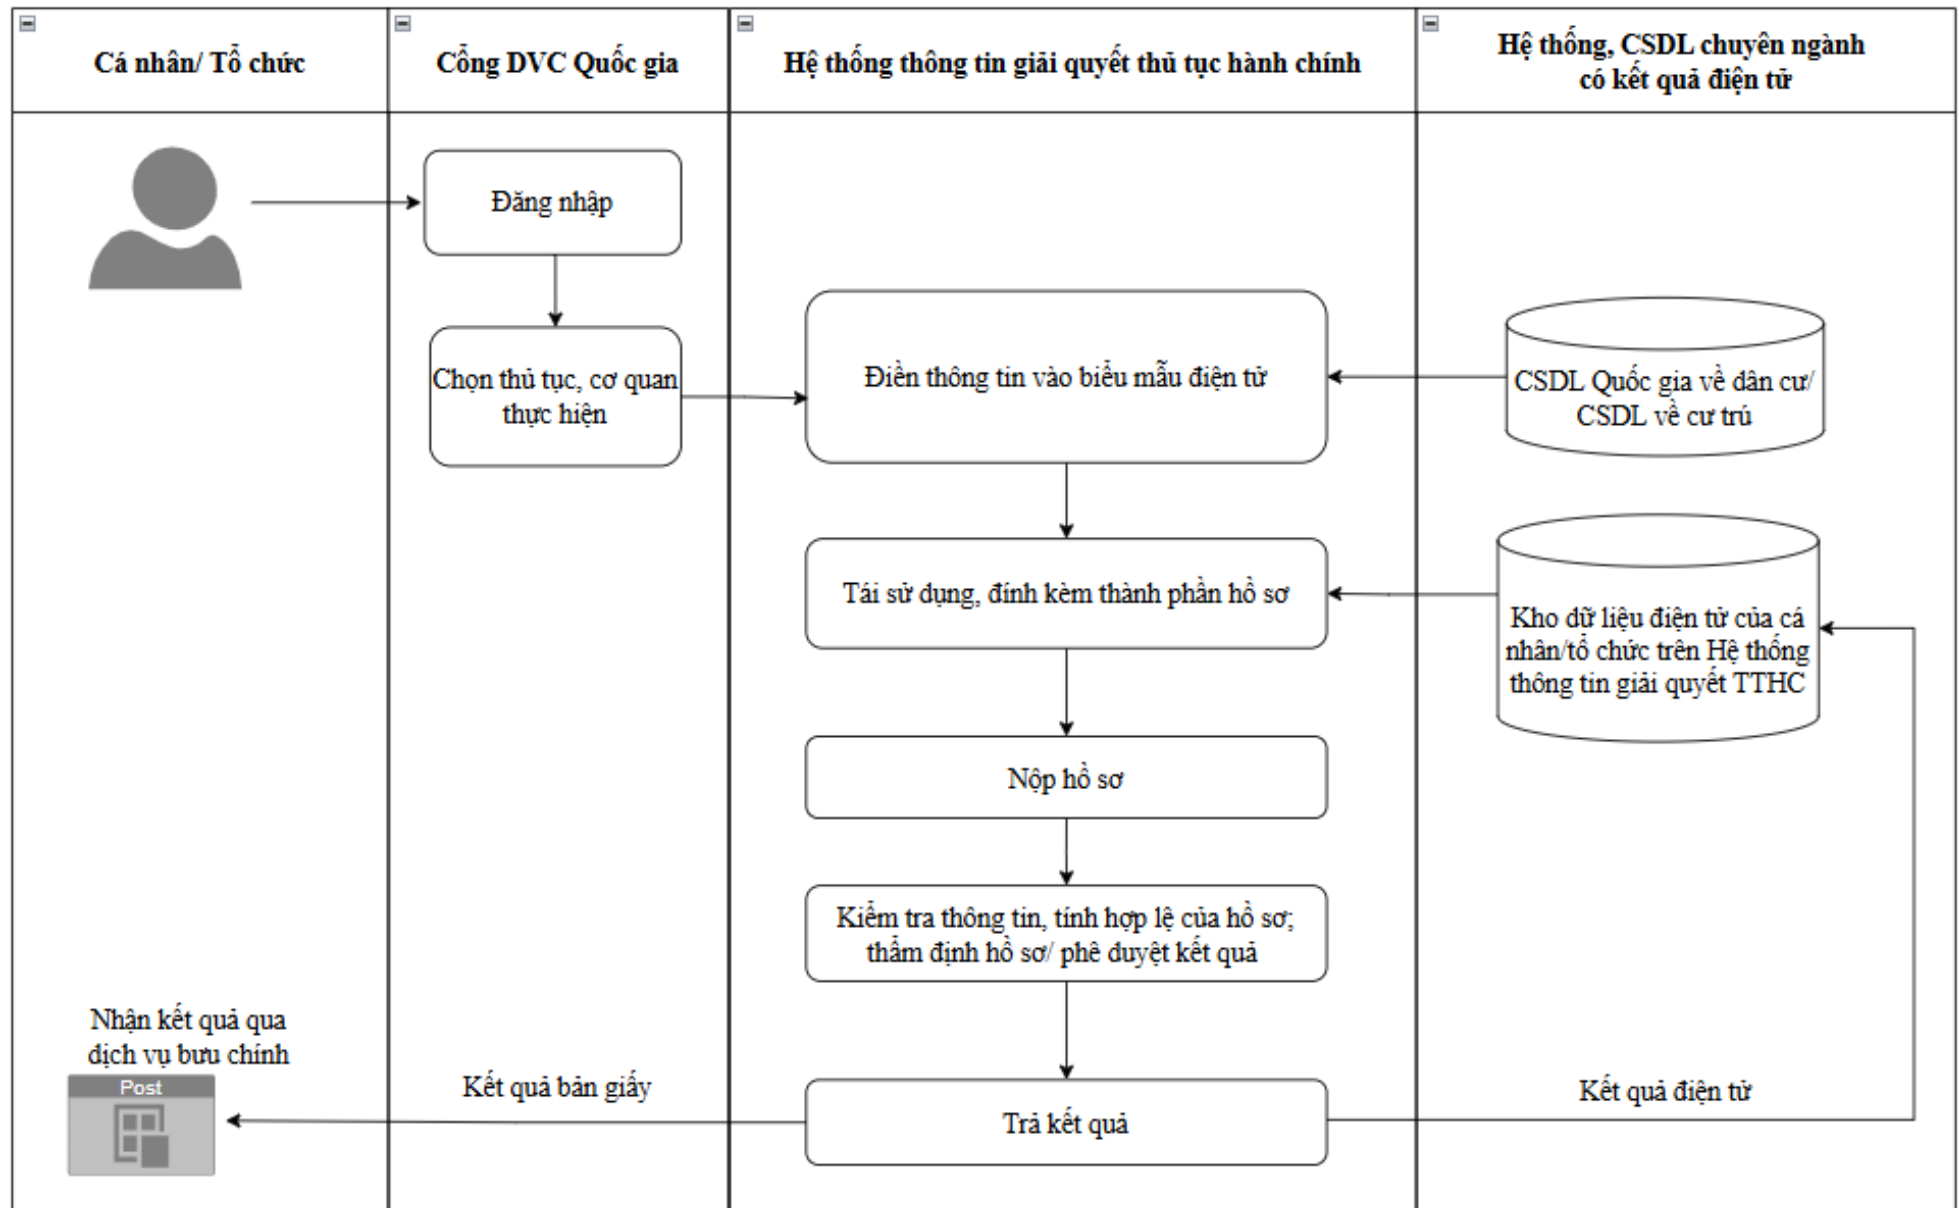 Cá nhân/ Tổ chức
Cổng DVC Quốc gia
Hệ thống thông tin giải quyết thủ tục hành chính
Hệ thống, CSDL chuyên ngành
có kết quả điện tử
Đăng nhập
Chọn thủ tục, cơ quan
thực hiện
Điền thông tin vào biểu mẫu điện tử
CSDL Quốc gia về dân cư/
CSDL về cư trú
Tái sử dụng, đính kèm thành phần hồ sơ
Kho dữ liệu điện tử của cá
nhân/tổ chức trên Hệ thống
thông tin giải quyết TTHC
Nộp hồ sơ
Kiểm tra thông tin, tính hợp lệ của hồ sơ;
thẩm định hồ sơ/ phê duyệt kết quả
Nhận kết quả qua
dịch vụ bưu chính
Post
Kết quả bản giấy
Trả kết quả
Kết quả điện tử